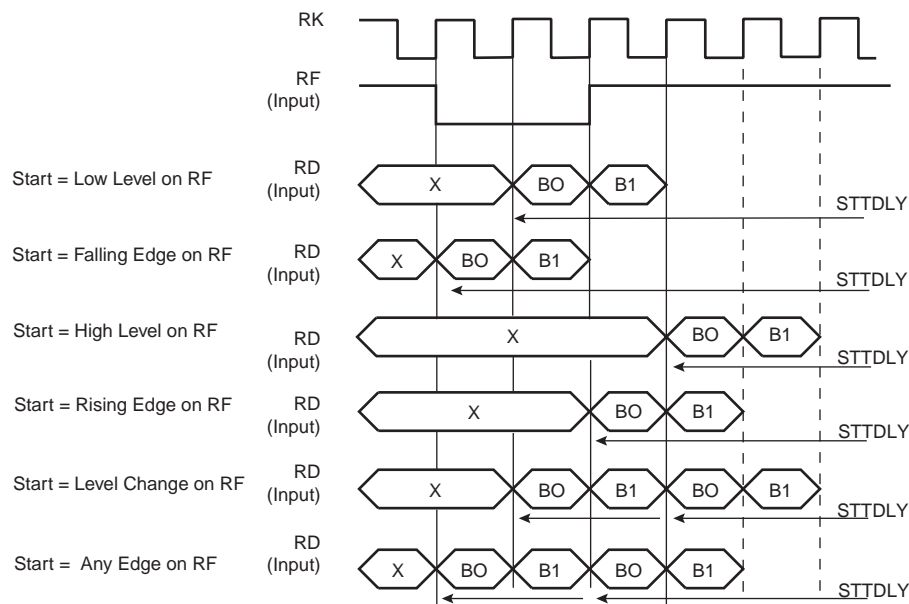 RK
RF
(Input)
Start = Low Level on RF
RD
(Input)
X
BO
B1
STTDLY
Start = Falling Edge on RF
RD
(Input)
X
BO
B1
STTDLY
Start = High Level on RF
RD
(Input)
X
BO
B1
STTDLY
Start = Rising Edge on RF
RD
(Input)
X
BO
B1
STTDLY
Start = Level Change on RF
RD
(Input)
X
BO
B1
BO
B1
STTDLY
Start = Any Edge on RF
RD
(Input)
X
BO
B1
BO
B1
STTDLY